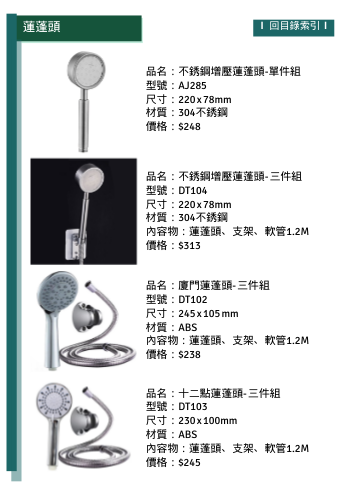 蓮蓬頭
I 回目錄索引 I
品名：不銹鋼增壓蓮蓬頭-單件組
型號：AJ285
尺寸：220x78mm
材質：304不銹鋼
價格：$248
品名：不銹鋼增壓蓮蓬頭-三件組
型號：DT104
尺寸：220x78mm
材質：304不銹鋼
內容物：蓮蓬頭、支架、軟管1.2M
價格：$313
品名：廈門蓮蓬頭-三件組
型號：DT102
尺寸：245x105mm
材質：ABS
內容物：蓮蓬頭、支架、軟管1.2M
價格：$238
品名：十二點蓮蓬頭-三件組
型號：DT103
尺寸：230x100mm
材質：ABS
內容物：蓮蓬頭、支架、軟管1.2M
價格：$245